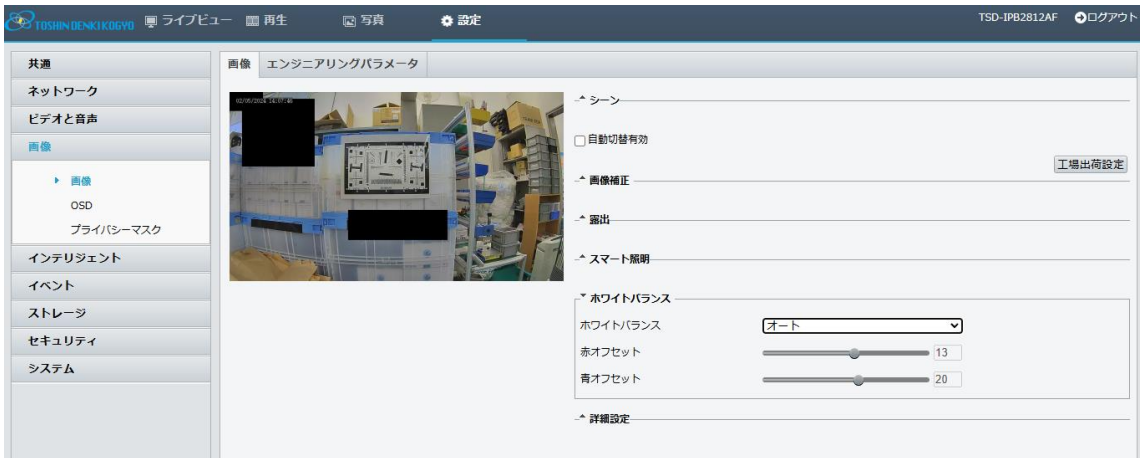 TOSHIN DENKI KOGYO ライブビュー 再生 写真 設定 TSD-IPB2812AF ログアウト
共通
ネットワーク
ビデオと音声
画像
画像
OSD
プライバシーマスク
インテリジェント
イベント
ストレージ
セキュリティ
システム
画像 エンジニアリングパラメータ
02/05/2024 14:07:46
シーン
自動切替有効
工場出荷設定
画像補正
露出
スマート照明
ホワイトバランス
ホワイトバランス オート
赤オフセット 13
青オフセット 20
詳細設定